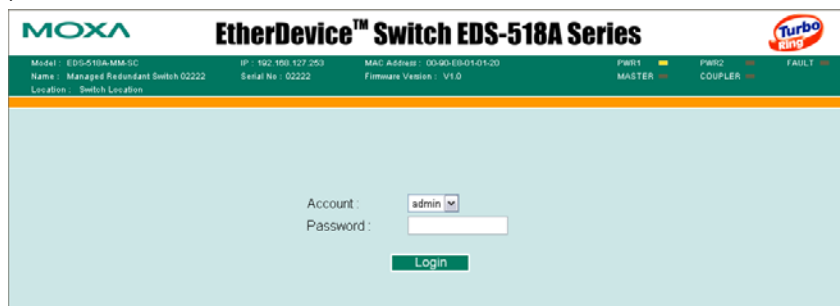 MOXA EtherDevice™ Switch EDS-518A Series Turbo Ring
Model : EDS-518A-MM-SC IP : 192.168.127.253 MAC Address : 00-90-E8-01-01-20 PWR1 PWR2 FAULT
Name : Managed Redundant Switch 02222 Serial No : 02222 Firmware Version : V1.0 MASTER COUPLER
Location : Switch Location
Account : admin
Password :
Login